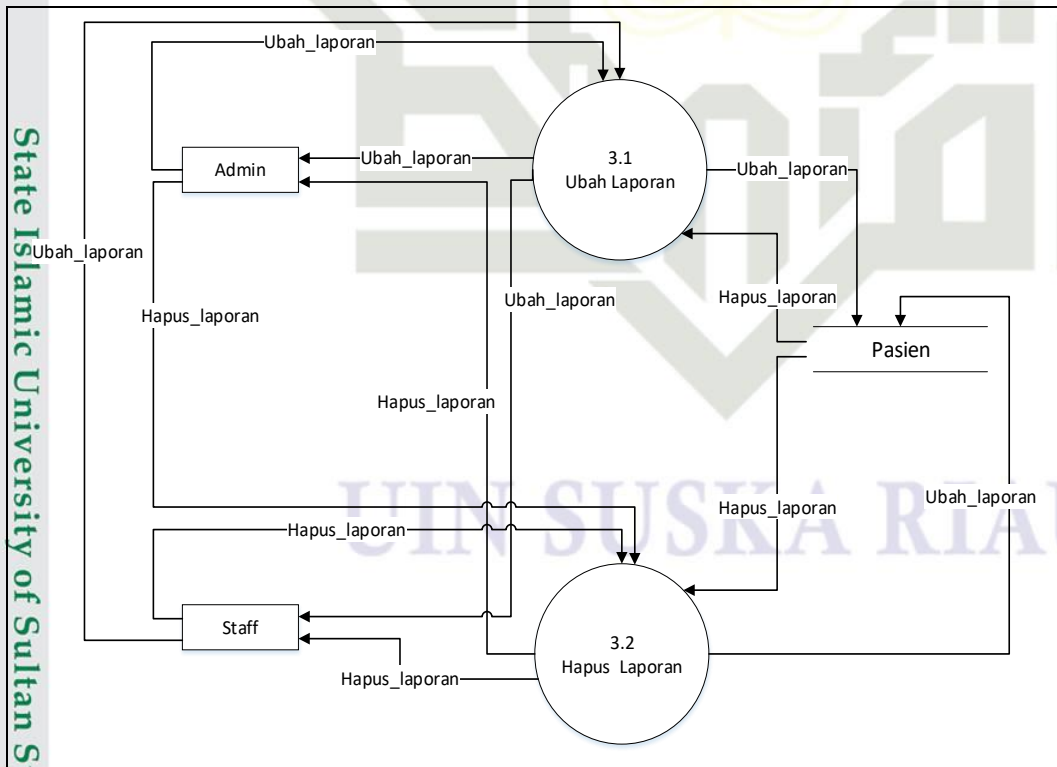 Ubah_laporan
3.1
Ubah Laporan
Admin
Ubah_laporan
Ubah_laporan
Ubah_laporan
Hapus_laporan
Ubah_laporan
Hapus_laporan
Pasien
Hapus_laporan
Ubah_laporan
Hapus_laporan
Hapus_laporan
Staff
3.2
Hapus  Laporan
Hapus_laporan
State Islamic University of Sultan S
UIN SUSKA RIA